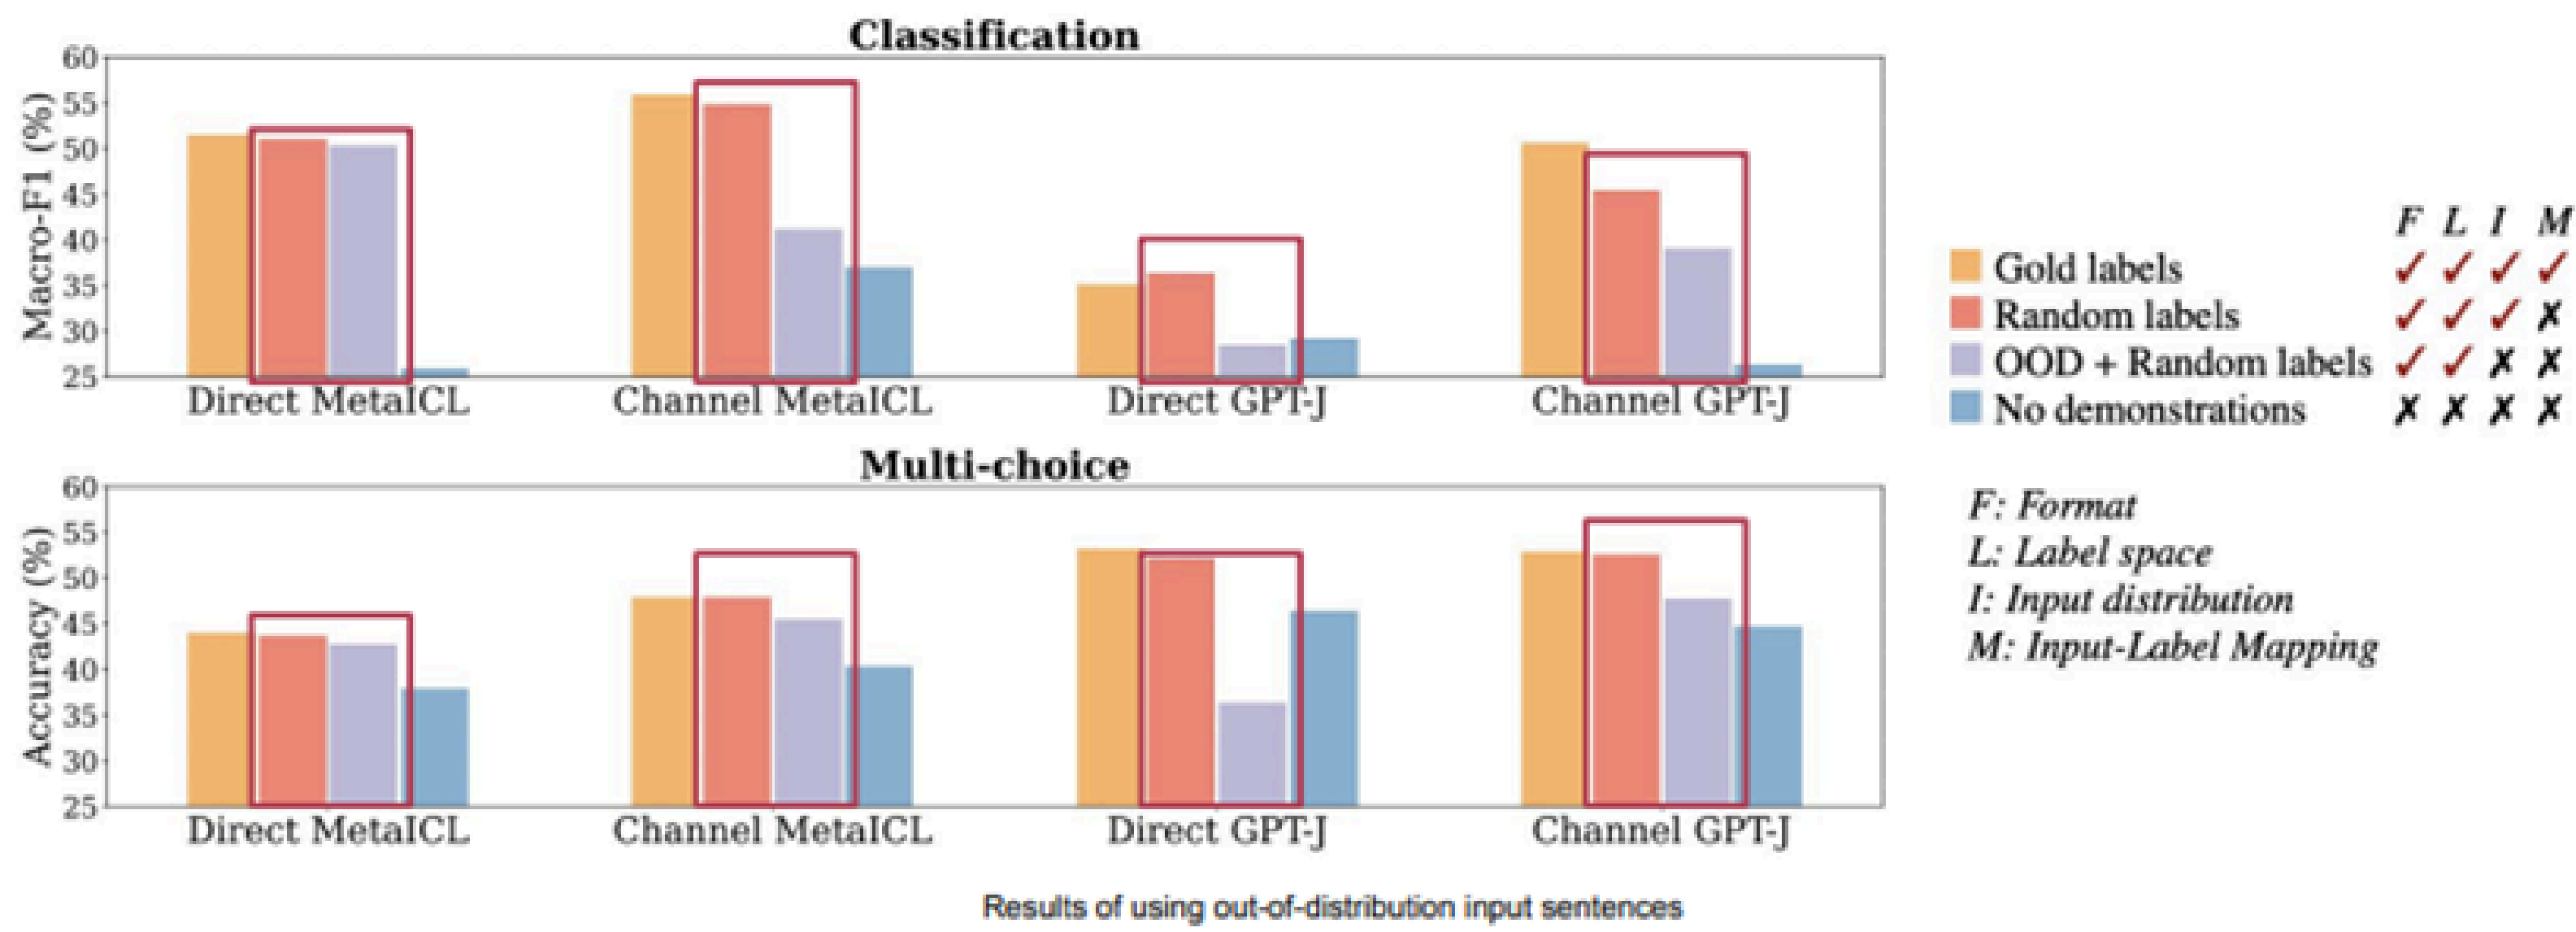 Classification
Macro-F1 (%)
60
55
50
45
40
35
30
25
Direct MetaICL
Channel MetaICL
Direct GPT-J
Channel GPT-J
Multi-choice
Accuracy (%)
60
55
50
45
40
35
30
25
Direct MetaICL
Channel MetaICL
Direct GPT-J
Channel GPT-J
F L I M
Gold labels ✓ ✓ ✓ ✓
Random labels ✓ ✓ ✓ ✗
OOD + Random labels ✓ ✓ ✗ ✗
No demonstrations ✗ ✗ ✗ ✗
F: Format
L: Label space
I: Input distribution
M: Input-Label Mapping
Results of using out-of-distribution input sentences